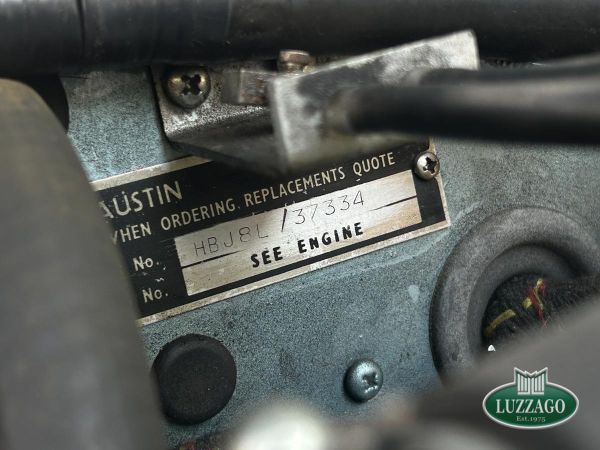 AUSTIN
WHEN ORDERING REPLACEMENTS QUOTE
No. HBJ8L/37334
No. SEE ENGINE
LUZZAGO
Est.1975